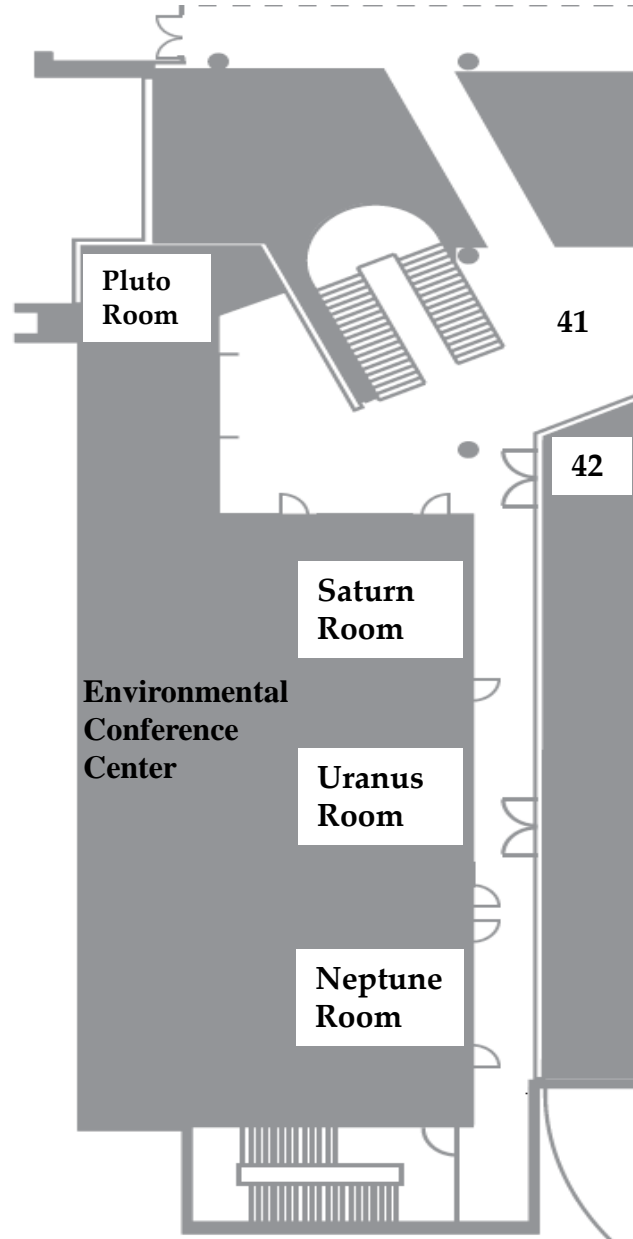 Pluto
Room
41
42
Saturn
Room
Environmental
Conference
Center
Uranus
Room
Neptune
Room